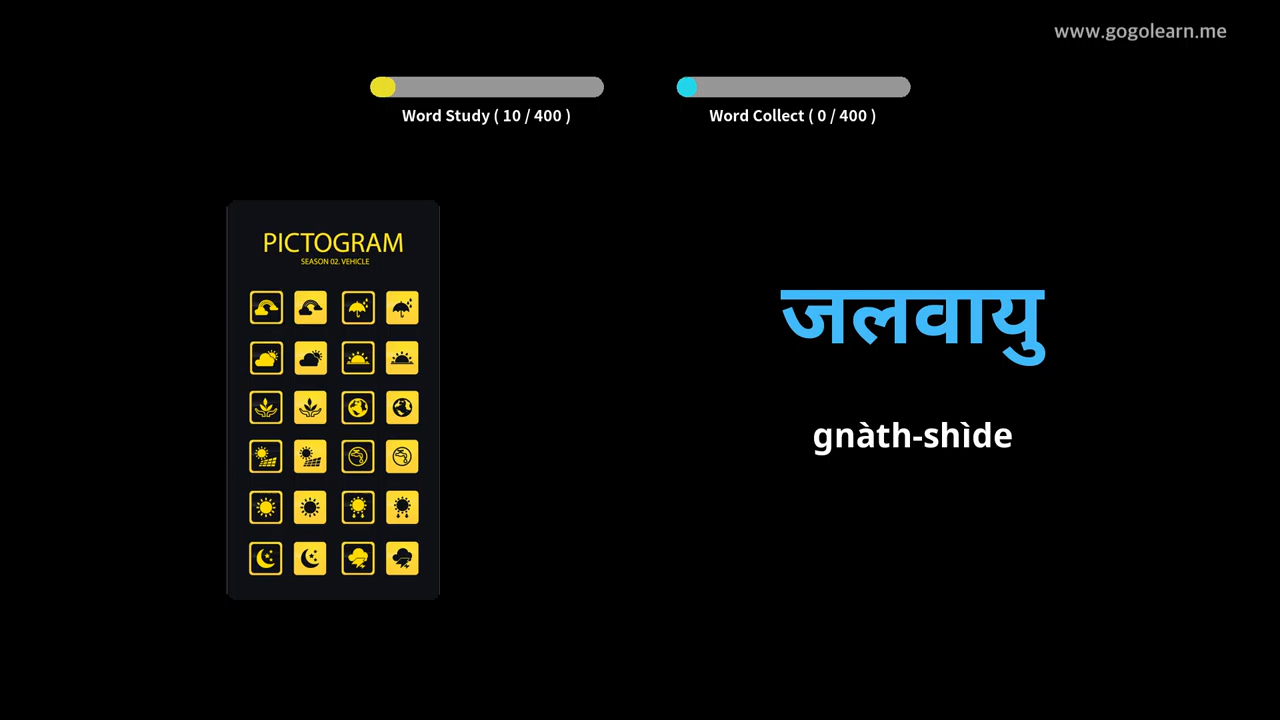 www.gogolearn.me
Word Study ( 10 / 400 )
Word Collect ( 0 / 400 )
PICTOGRAM
SEASON 02. VEHICLE
जलवायु
gnàth-shìde